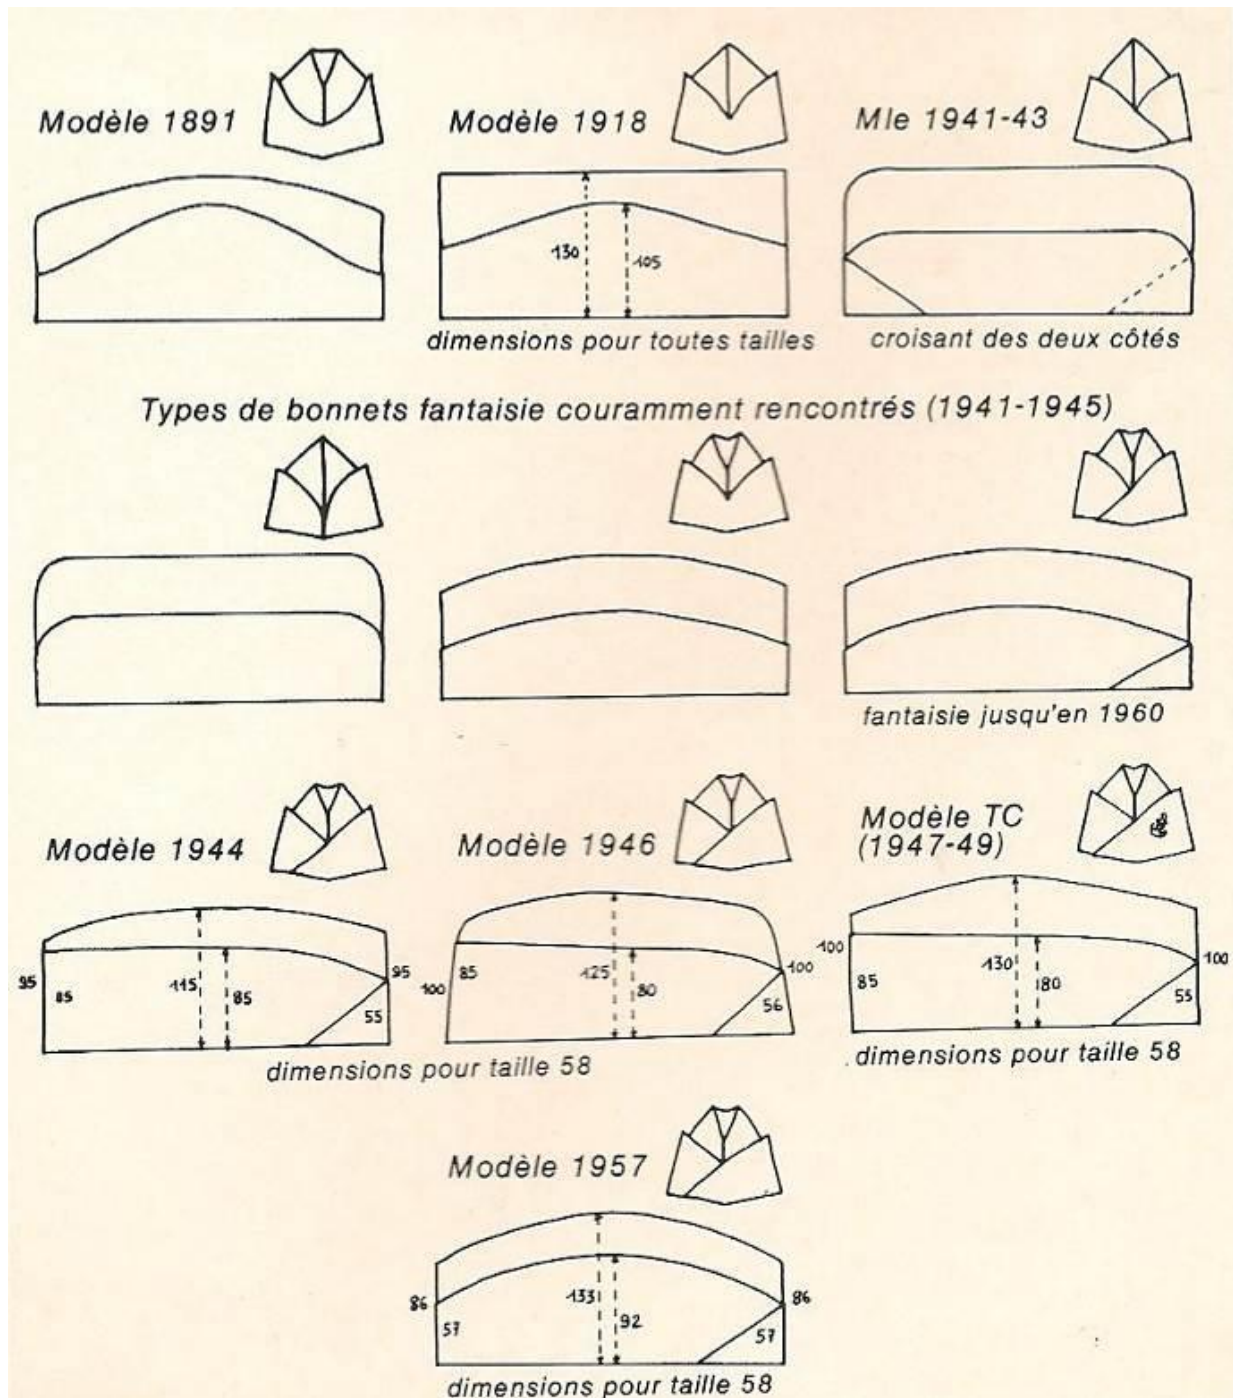 Modèle 1891
Modèle 1918
Mle 1941-43
130
105
dimensions pour toutes tailles
croisant des deux côtés
Types de bonnets fantaisie couramment rencontrés (1941-1945)
fantaisie jusqu'en 1960
Modèle 1944
Modèle 1946
Modèle TC
(1947-49)
95
85
115
85
95
55
100
85
125
80
100
56
100
85
130
80
100
55
dimensions pour taille 58
dimensions pour taille 58
Modèle 1957
86
57
133
92
86
57
dimensions pour taille 58